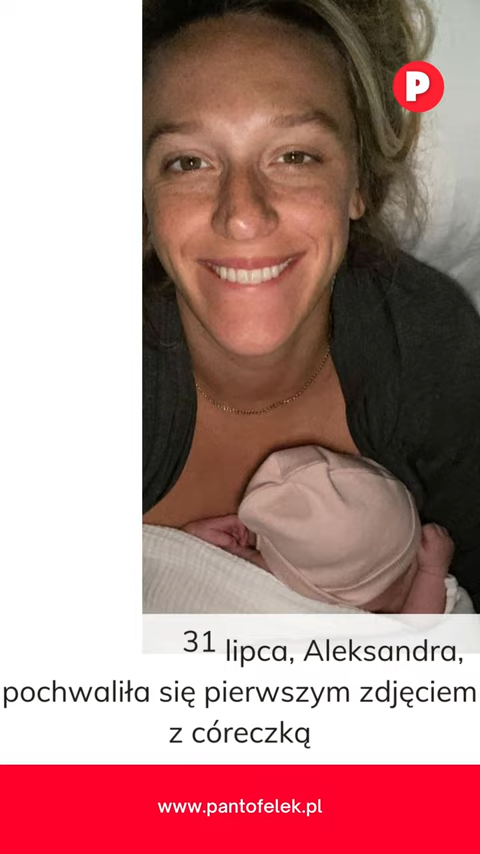 P
31 lipca, Aleksandra,
pochwaliła się pierwszym zdjęciem
z córeczką
www.pantofelek.pl